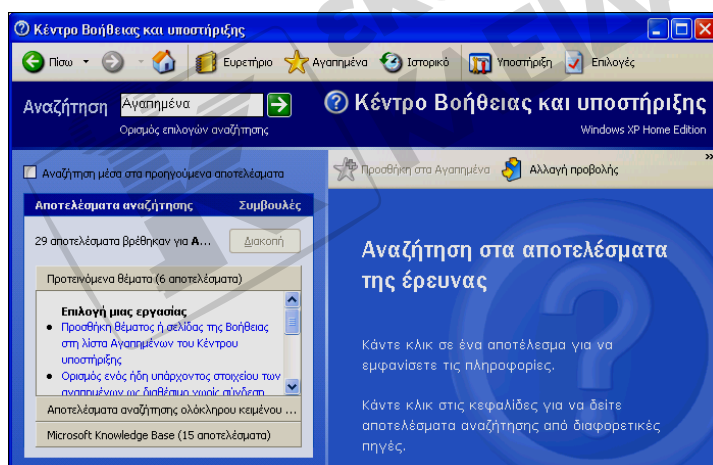 Κέντρο Βοήθειας και υποστήριξης
Πίσω
Ευρετήριο
Αγαπημένα
Ιστορικό
Υποστήριξη
Επιλογές
Αναζήτηση
Αγαπημένα
Ορισμός επιλογών αναζήτησης
Κέντρο Βοήθειας και υποστήριξης
Windows XP Home Edition
Αναζήτηση μέσα στα προηγούμενα αποτελέσματα
Προσθήκη στα Αγαπημένα
Αλλαγή προβολής
»
Αποτελέσματα αναζήτησης
Συμβουλές
29 αποτελέσματα βρέθηκαν για Α...
Διακοπή
Προτεινόμενα θέματα (6 αποτελέσματα)
Επιλογή μιας εργασίας
Προσθήκη θέματος ή σελίδας της Βοήθειας
στη λίστα Αγαπημένων του Κέντρου
υποστήριξης
Ορισμός ενός ήδη υπάρχοντος στοιχείου των
αγαπημένων ως διαθέσιμο χωρίς σύνδεση
Αποτελέσματα αναζήτησης ολόκληρου κειμένου ...
Microsoft Knowledge Base (15 αποτελέσματα)
Αναζήτηση στα αποτελέσματα
της έρευνας
Κάντε κλικ σε ένα αποτέλεσμα για να
εμφανίσετε τις πληροφορίες.
Κάντε κλικ στις κεφαλίδες για να δείτε
αποτελέσματα αναζήτησης από διαφορετικές
πηγές.